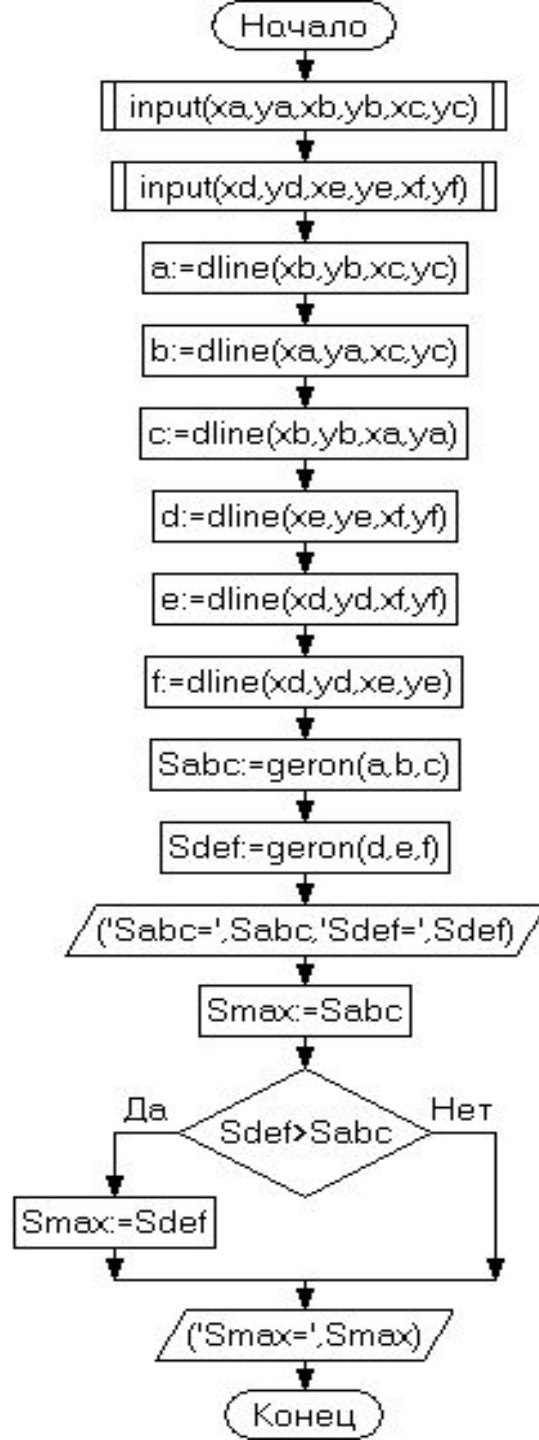 Начало
input(xa,ya,xb,yb,xc,yc)
input(xd,yd,xe,ye,xf,yf)
a:=dline(xb,yb,xc,yc)
b:=dline(xa,ya,xc,yc)
c:=dline(xb,yb,xa,ya)
d:=dline(xe,ye,xf,yf)
e:=dline(xd,yd,xf,yf)
f:=dline(xd,yd,xe,ye)
Sabc:=geron(a,b,c)
Sdef:=geron(d,e,f)
('Sabc=',Sabc,'Sdef=',Sdef)
Smax:=Sabc
Да
Sdef>Sabc
Нет
Smax:=Sdef
('Smax=',Smax)
Конец